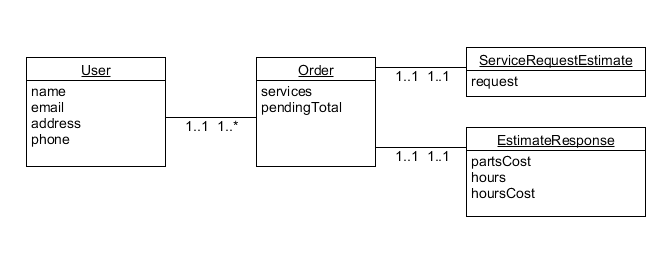 User
name
email
address
phone
1..1 1..*
Order
services
pendingTotal
1..1 1..1
ServiceRequestEstimate
request
1..1 1..1
EstimateResponse
partsCost
hours
hoursCost